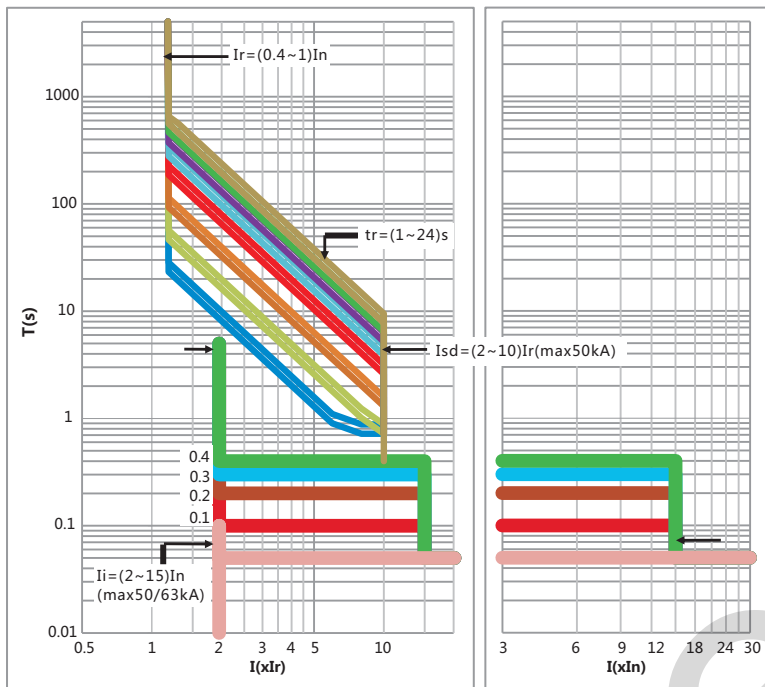 Ir=(0.4~1)In
1000
100
tr=(1~24)s
10
T(s)
Isd=(2~10)Ir(max50kA)
1
0.4
0.3
0.2
0.1
0.1
Ii=(2~15)In
(max50/63kA)
0.01
0.5 1 2 3 4 5 10
I(xIr)
3 6 9 12 18 24 30
I(xIn)